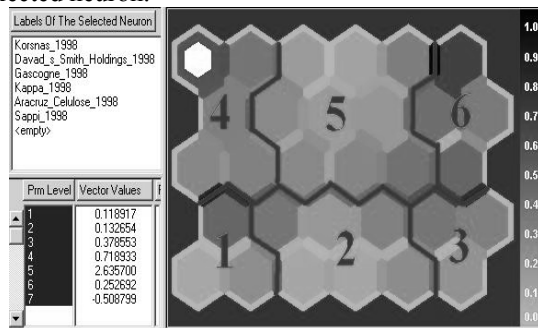 Labels Of The Selected Neuron
Korsnas_1998
Davad_s_Smith_Holdings_1998
Gascogne_1998
Kappa_1998
Aracruz_Celulose_1998
Sappi_1998
<empty>
Prm Level Vector Values
1 0.118917
2 0.132654
3 0.378553
4 0.718933
5 2.635700
6 0.252692
7 -0.508799
4
5
6
1
2
3
1.0
0.9
0.8
0.7
0.6
0.5
0.4
0.3
0.2
0.1
0.0